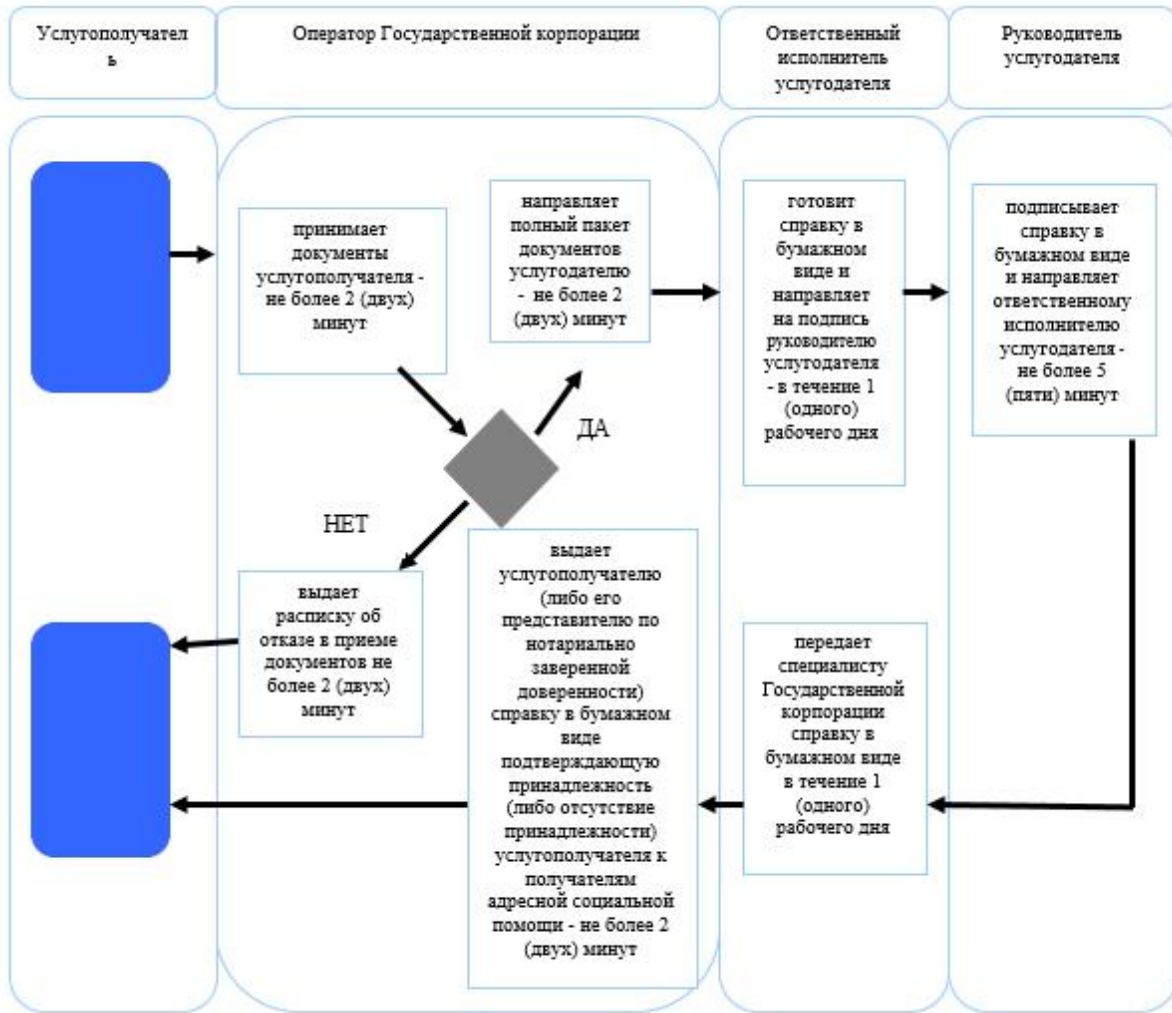 Услугополучател
ь
Оператор Государственной корпорации
Ответственный
исполнитель
услугодателя
Руководитель
услугодателя
принимает
документы
услугополучателя -
не более 2 (двух)
минут
направляет
полный пакет
документов
услугодателю
- не более 2
(двух) минут
готовит
справку в
бумажном
виде и
направляет
на подпись
руководителю
услугодателя
- в течение 1
(одного)
рабочего дня
подписывает
справку в
бумажном виде
и направляет
ответственному
исполнителю
услугодателя -
не более 5
(пяти) минут
ДА
НЕТ
выдает
расписку об
отказе в приеме
документов не
более 2 (двух)
минут
выдает
услугополучателю
(либо его
представителю по
нотариально
заверенной
доверенности)
справку в бумажном
виде
подтверждающую
принадлежность
(либо отсутствие
принадлежности)
услугополучателя к
получателям
адресной социальной
помощи - не более 2
(двух) минут
передает
специалисту
Государственной
корпорации
справку в
бумажном виде
в течение 1
(одного)
рабочего дня